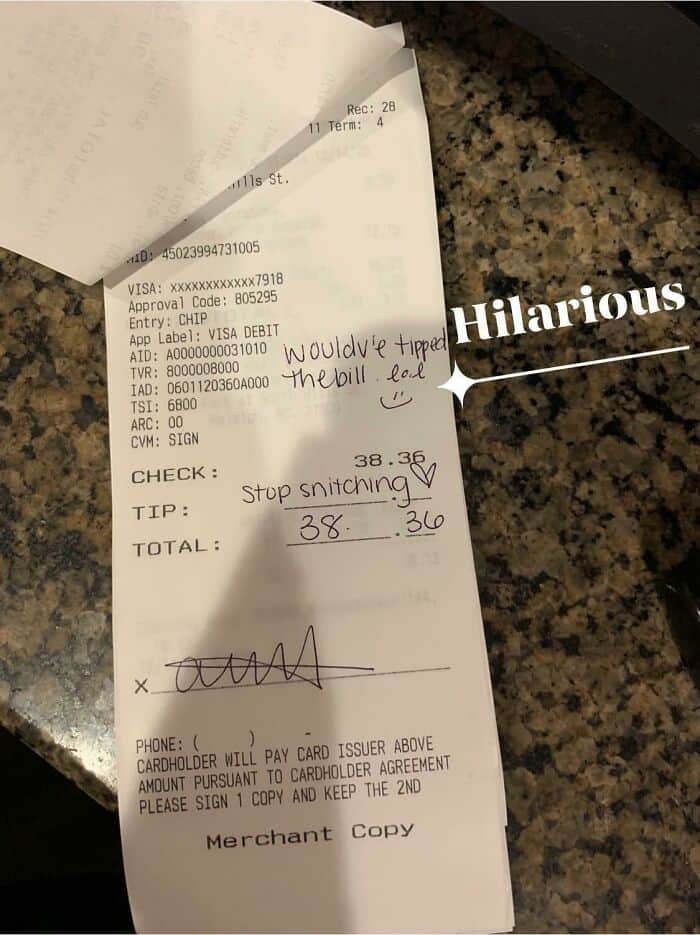 Rec: 28
11 Term: 4
ills St.
MID: 45023994731005
VISA: XXXXXXXXXXXX7918
Approval Code: 805295
Entry: CHIP
App Label: VISA DEBIT
AID: A0000000031010
TVR: 8000008000
IAD: 0601120360A000
TSI: 6800
ARC: 00
CVM: SIGN
Wouldv'e tipped
the bill lol
Hilarious
CHECK: 38.36
TIP: Stop snitching
TOTAL: 38. .36
X
PHONE: ( ) -
CARDHOLDER WILL PAY CARD ISSUER ABOVE
AMOUNT PURSUANT TO CARDHOLDER AGREEMENT
PLEASE SIGN 1 COPY AND KEEP THE 2ND
Merchant Copy